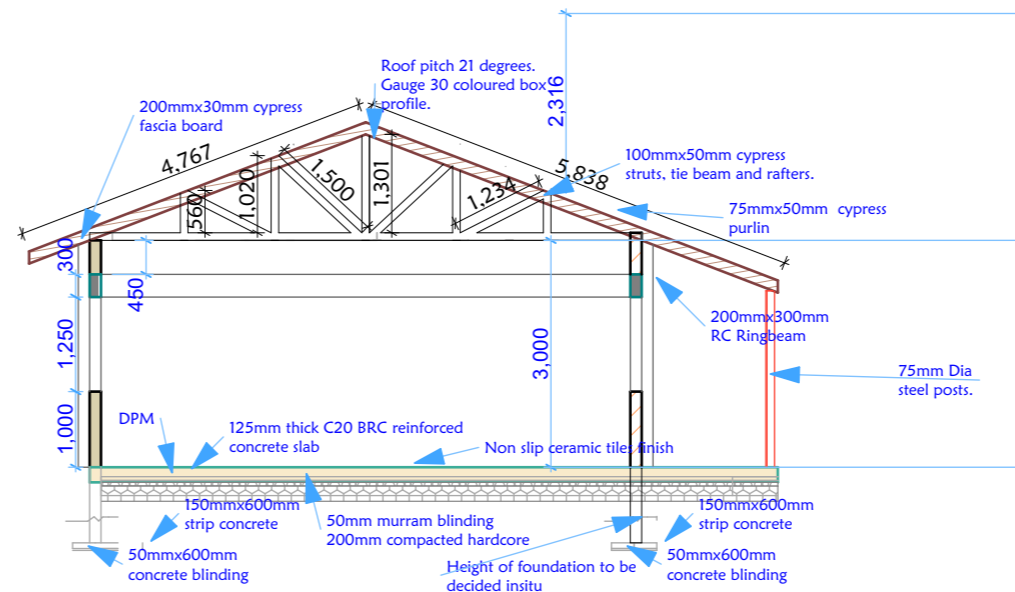 2,316
Roof pitch 21 degrees.
Gauge 30 coloured box
profile.
200mmx30mm cypress
fascia board
4,767
1,020
1,500
1,301
560
1,234
5,838
100mmx50mm cypress
struts, tie beam and rafters.
75mmx50mm cypress
purlin
300
450
200mmx300mm
RC Ringbeam
1,250
3,000
75mm Dia
steel posts.
1,000
DPM
125mm thick C20 BRC reinforced
concrete slab
Non slip ceramic tiles finish
150mmx600mm
strip concrete
50mm murram blinding
200mm compacted hardcore
150mmx600mm
strip concrete
50mmx600mm
concrete blinding
Height of foundation to be
decided insitu
50mmx600mm
concrete blinding